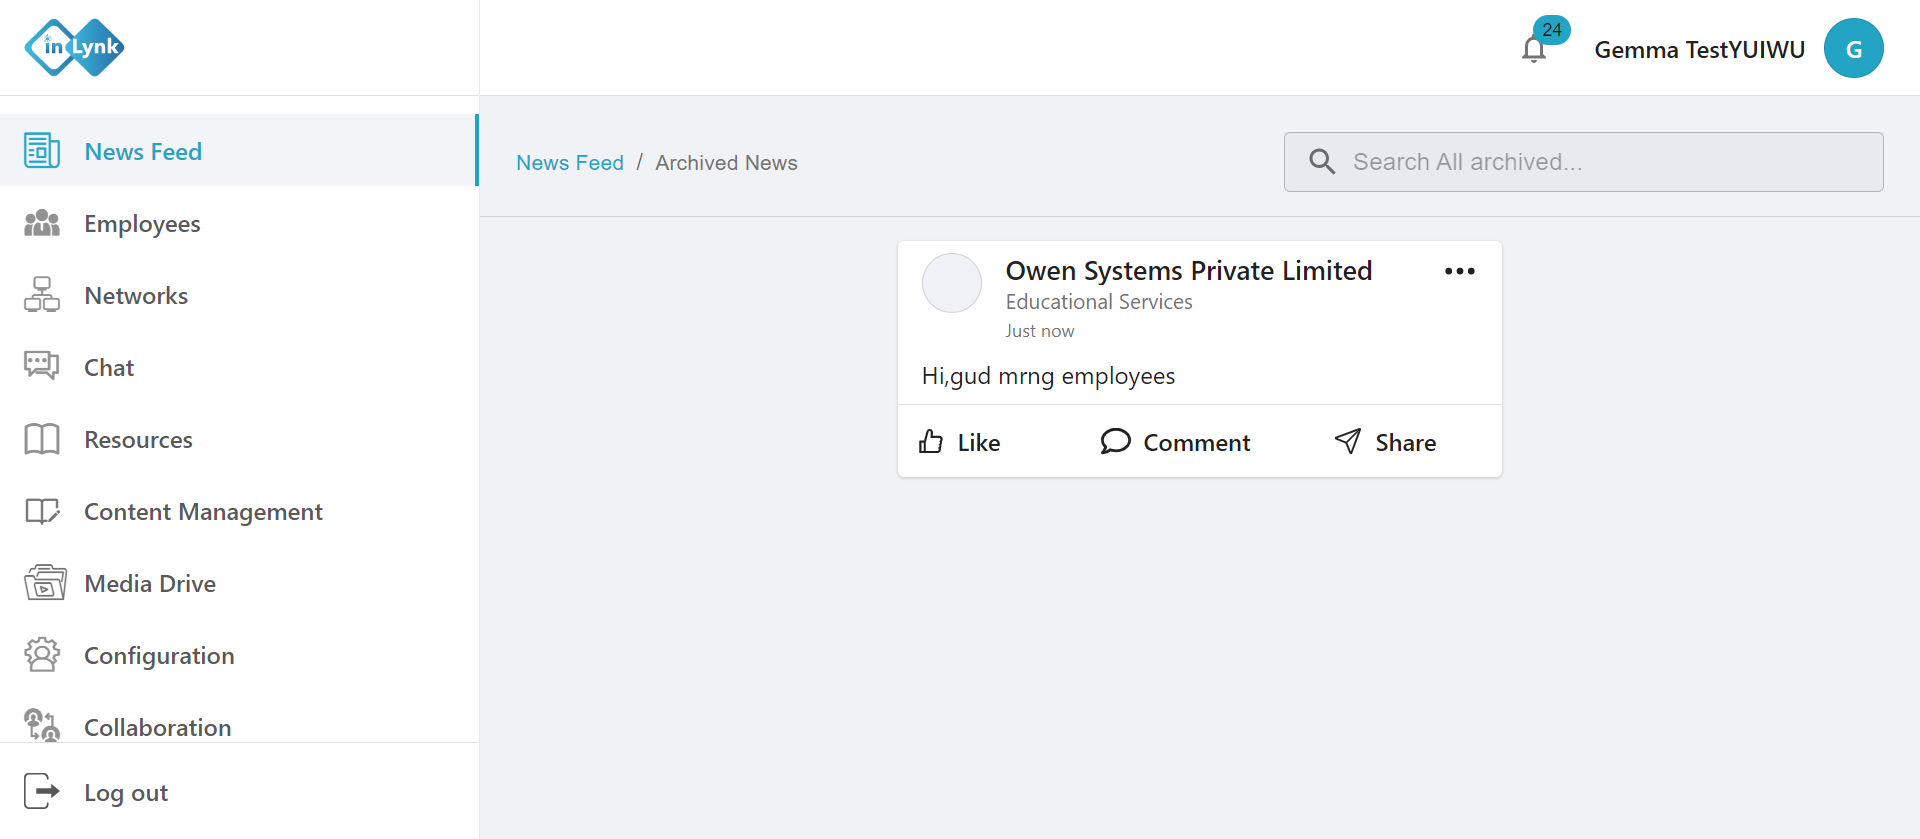 in Lynk
24
Gemma TestYUIWU
G
News Feed
Employees
Networks
Chat
Resources
Content Management
Media Drive
Configuration
Collaboration
Log out
News Feed / Archived News
Search All archived...
Owen Systems Private Limited
Educational Services
Just now
Hi,gud mrng employees
Like Comment Share